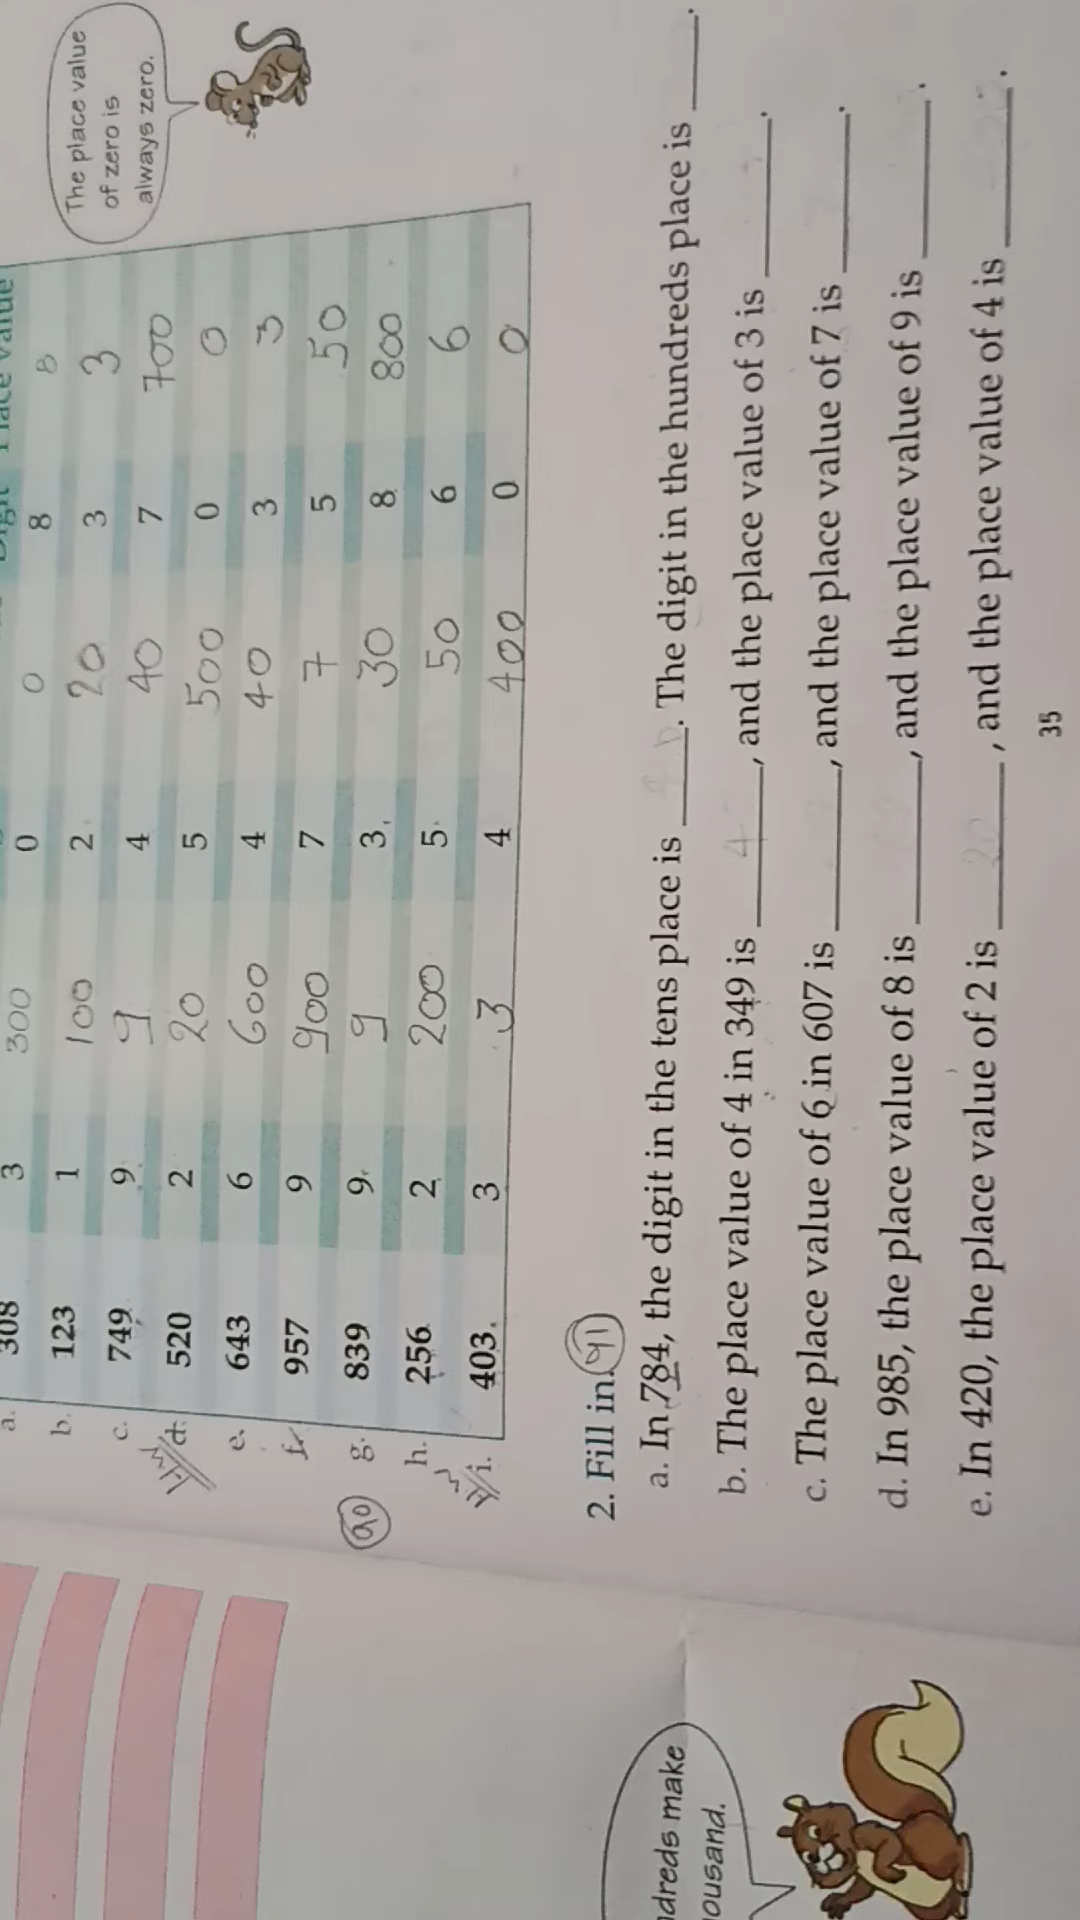 Place value
a. 308 3 300 0 0 8 8
b. 123 1 100 2 20 3 3
c. 749 9 9 4 40 7 700
d. 520 2 20 5 500 0 0
e. 643 6 600 4 40 3 3
f. 957 9 900 7 7 5 50
g. 839 9 9 3 30 8 800
h. 256 2 200 5 50 6 6
i. 403 3 3 4 400 0 0
The place value
of zero is
always zero.
90
2. Fill in. 91
a. In 784, the digit in the tens place is ____. The digit in the hundreds place is ____.
b. The place value of 4 in 349 is ____, and the place value of 3 is ____.
c. The place value of 6 in 607 is ____, and the place value of 7 is ____.
d. In 985, the place value of 8 is ____, and the place value of 9 is ____.
e. In 420, the place value of 2 is ____, and the place value of 4 is ____.
35
make